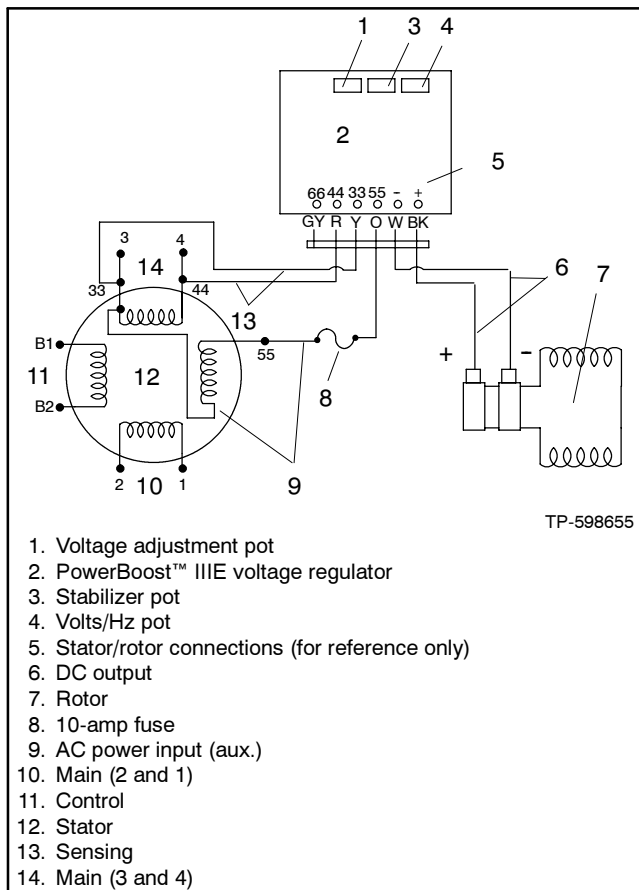 1 3 4
2
5
66 44 33 55 - +
GY R Y O W BK
3 4
14
6
7
33 44
13
B1
+ -
55
11 12
8
B2
2 10 1
9
TP-598655
1. Voltage adjustment pot
2. PowerBoost™ IIIE voltage regulator
3. Stabilizer pot
4. Volts/Hz pot
5. Stator/rotor connections (for reference only)
6. DC output
7. Rotor
8. 10-amp fuse
9. AC power input (aux.)
10. Main (2 and 1)
11. Control
12. Stator
13. Sensing
14. Main (3 and 4)